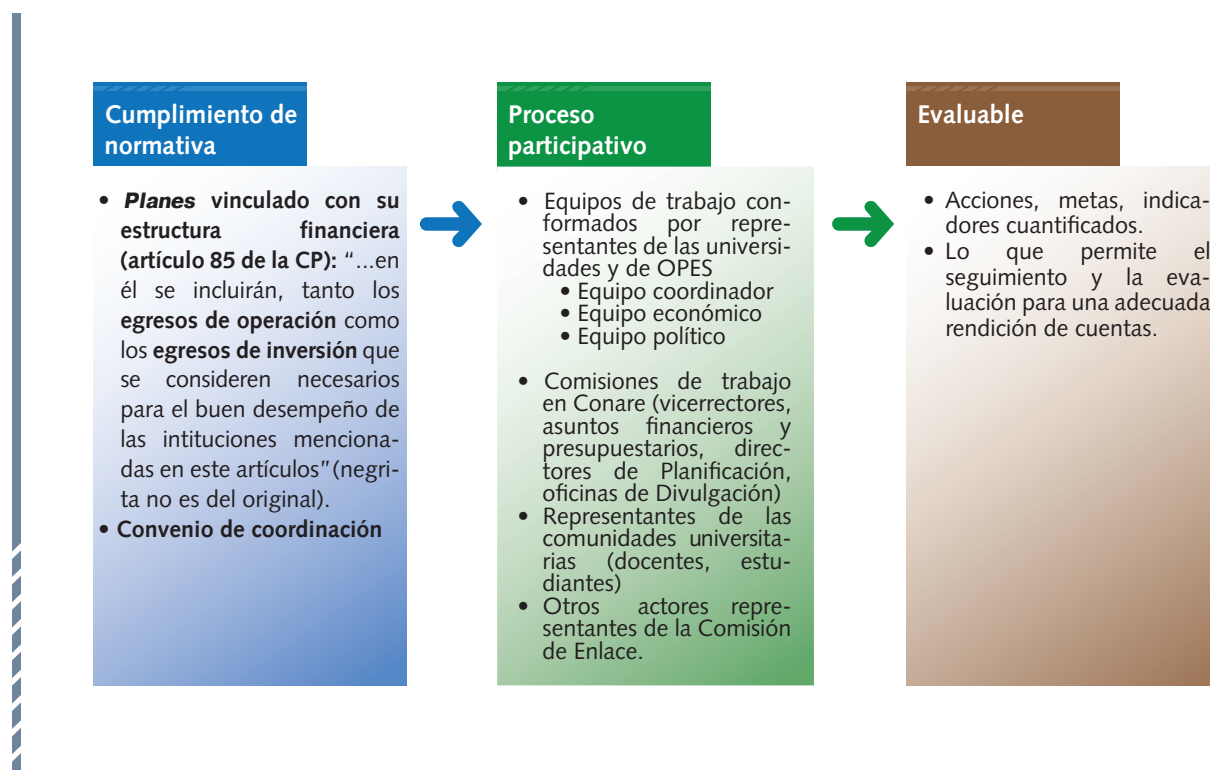 Cumplimiento de
normativa
• Planes vinculado con su
estructura financiera
(artículo 85 de la CP): “...en
él se incluirán, tanto los
egresos de operación como
los egresos de inversión que
se consideren necesarios
para el buen desempeño de
las intituciones menciona-
das en este artículos” (negri-
ta no es del original).
• Convenio de coordinación
Proceso
participativo
• Equipos de trabajo con-
formados por repre-
sentantes de las universi-
dades y de OPES
• Equipo coordinador
• Equipo económico
• Equipo político
• Comisiones de trabajo
en Conare (vicerrectores,
asuntos financieros y
presupuestarios, direc-
tores de Planificación,
oficinas de Divulgación)
• Representantes de las
comunidades universita-
rias (docentes, estu-
diantes)
• Otros actores repre-
sentantes de la Comisión
de Enlace.
Evaluable
• Acciones, metas, indica-
dores cuantificados.
• Lo que permite el
seguimiento y la eva-
luación para una adecuada
rendición de cuentas.